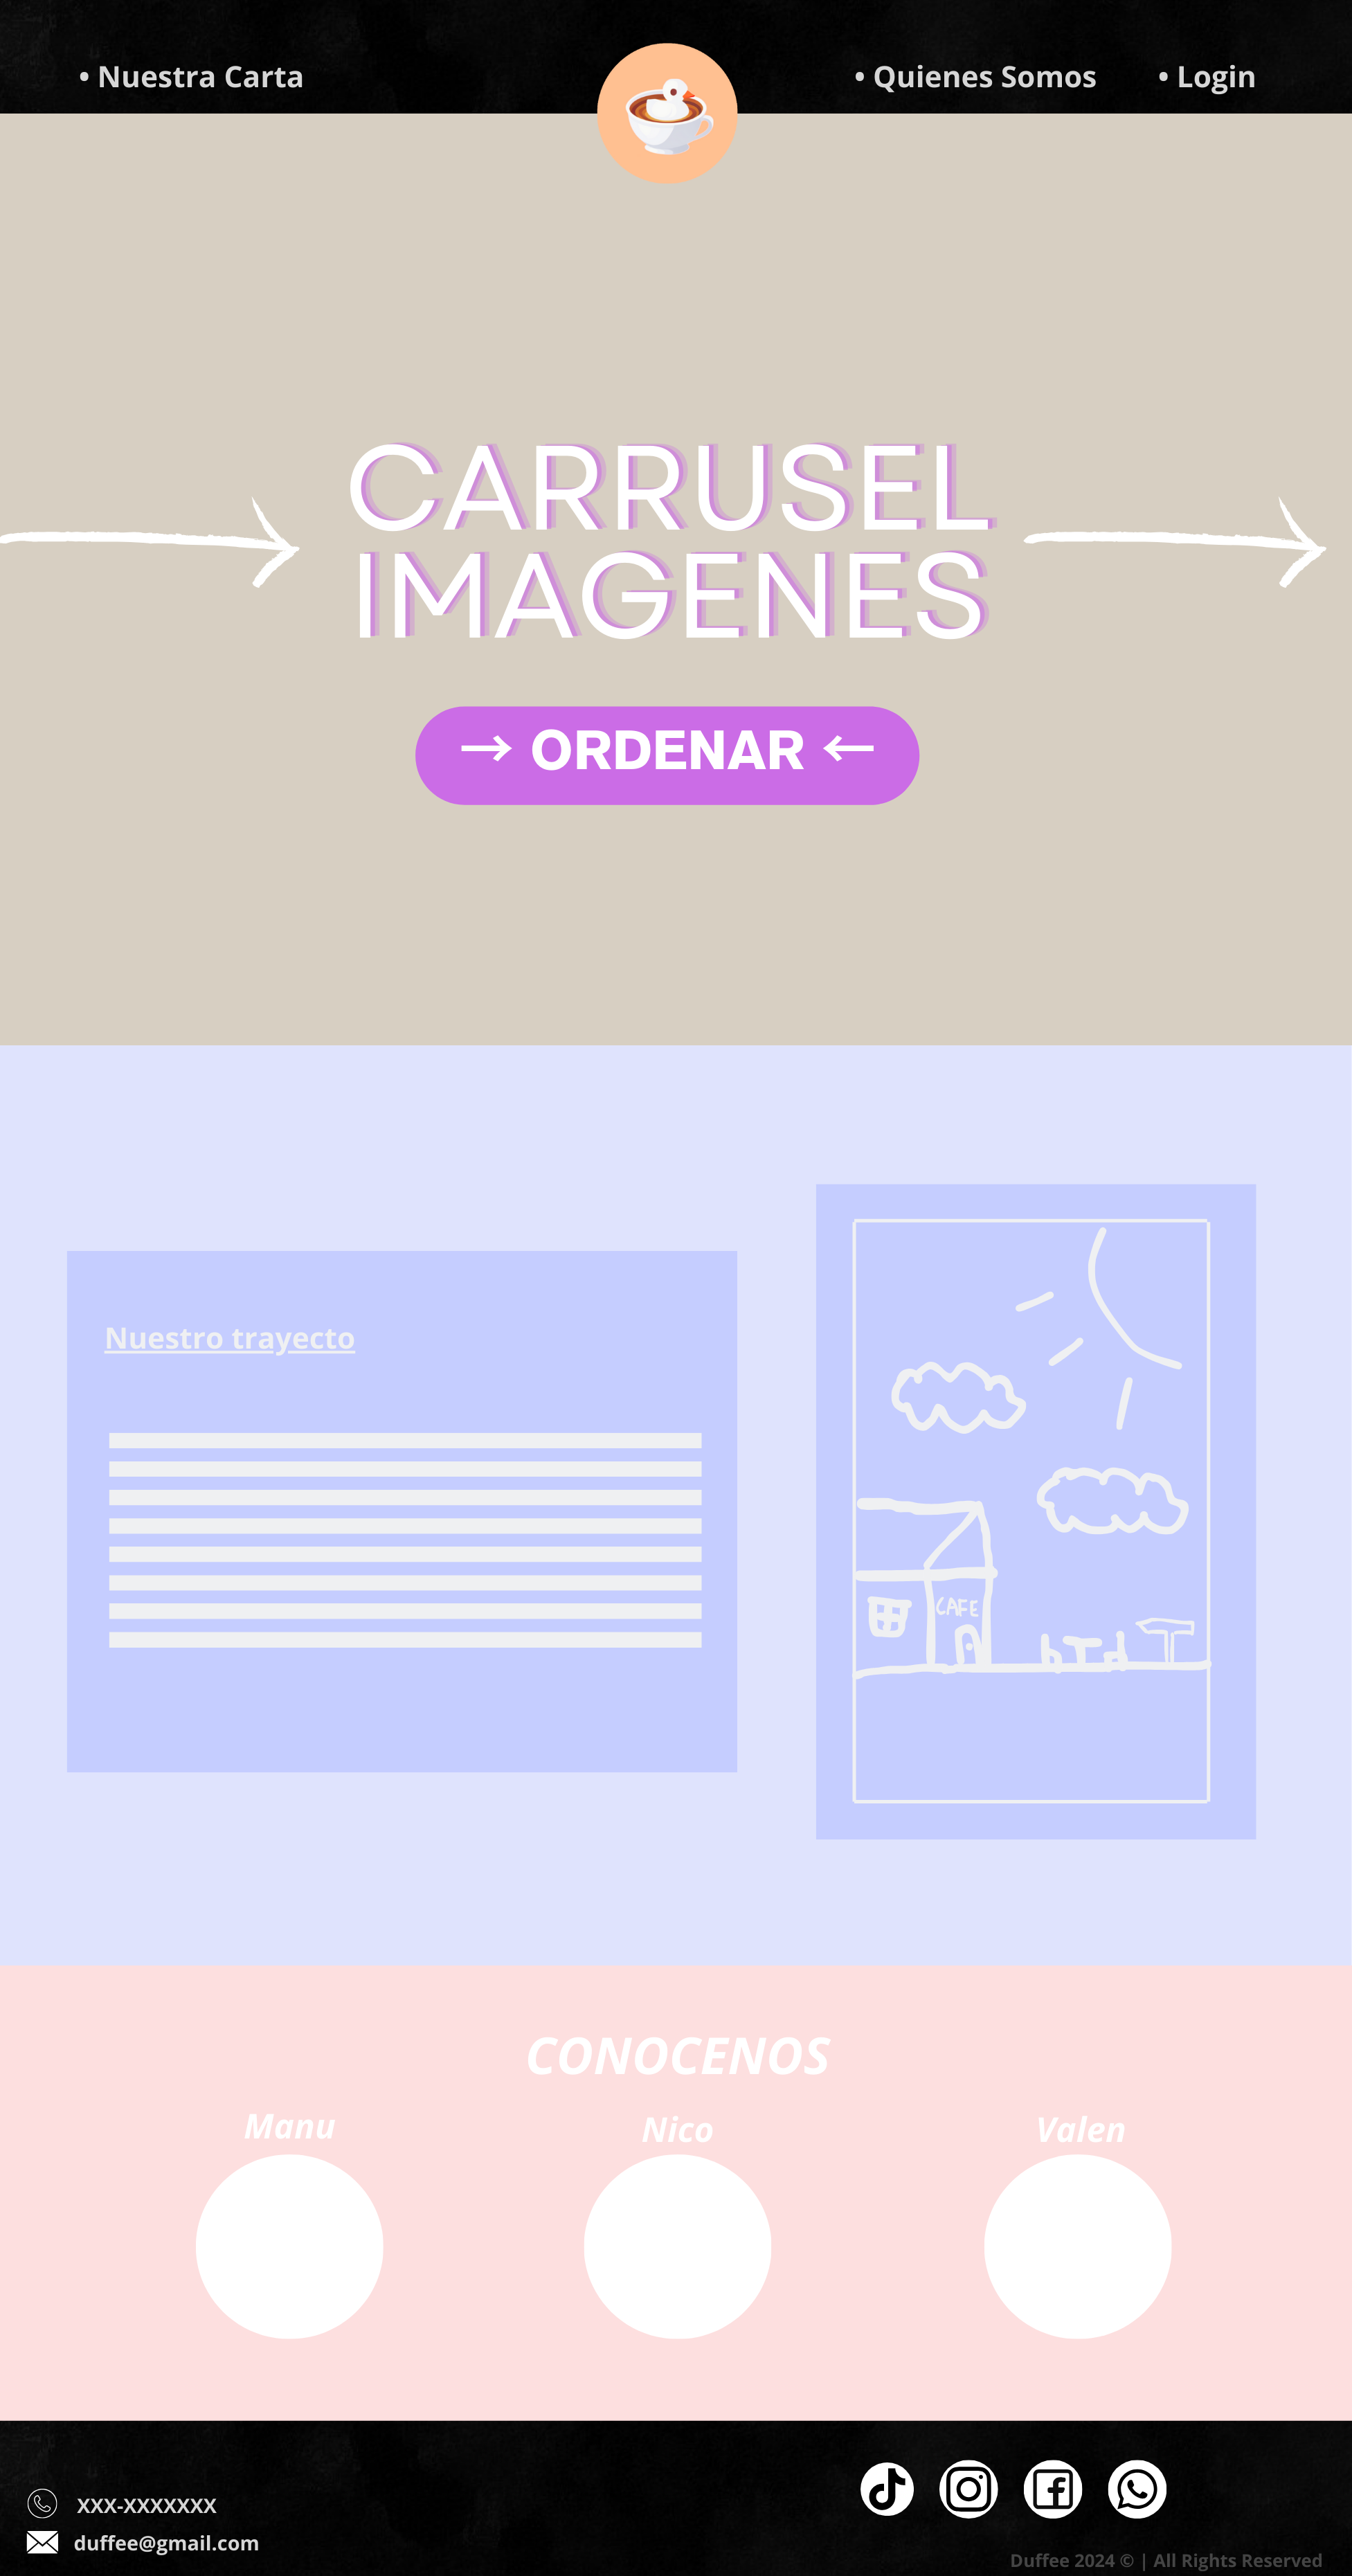 • Nuestra Carta
• Quienes Somos
• Login
CARRUSEL
IMAGENES
→ ORDENAR ←
Nuestro trayecto
CAFE
CONOCENOS
Manu
Nico
Valen
XXX-XXXXXXX
duffee@gmail.com
Duffee 2024 © | All Rights Reserved